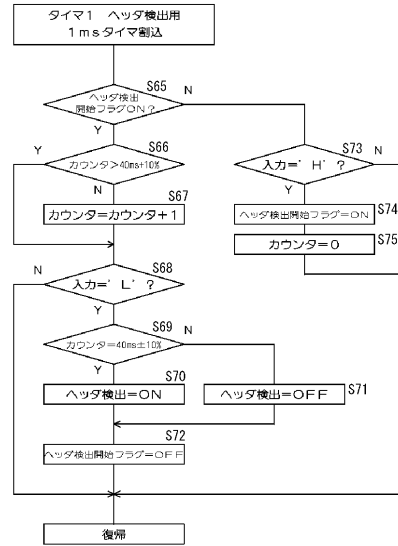 タイマ1 ヘッダ検出用
1msタイマ割込
S65
ヘッダ検出
開始フラグON?
N
Y
S66
カウンタ>40ms+10%
Y
N
S67
カウンタ=カウンタ+1
S73
入力='H'?
N
Y
S74
ヘッダ検出開始フラグ=ON
S75
カウンタ=0
S68
入力='L'?
N
Y
S69
カウンタ=40ms±10%
N
Y
S70
ヘッダ検出=ON
S71
ヘッダ検出=OFF
S72
ヘッダ検出開始フラグ=OFF
復帰